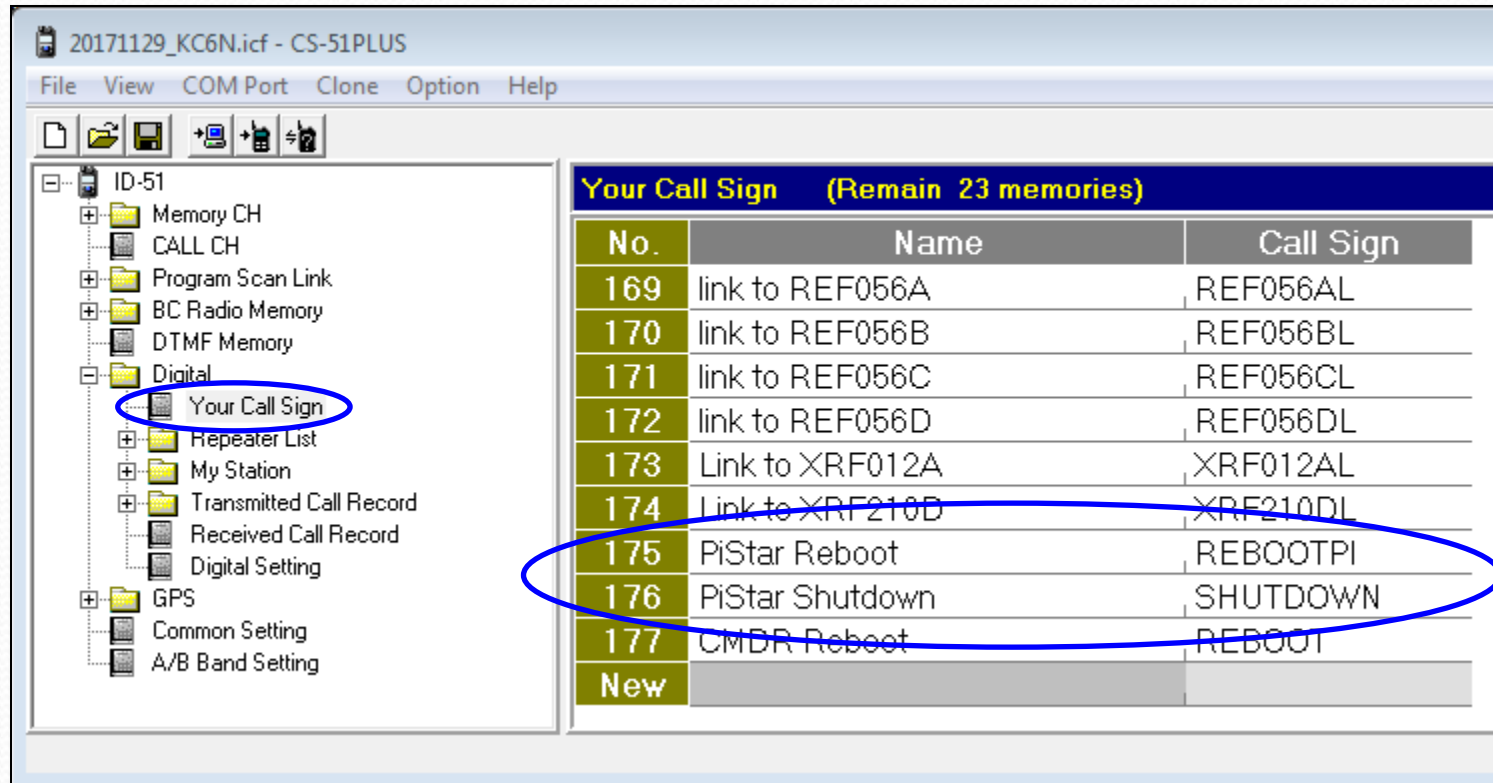 20171129_KC6N.icf - CS-51PLUS
File View COM Port Clone Option Help
ID-51
Memory CH
CALL CH
Program Scan Link
BC Radio Memory
DTMF Memory
Digital
Your Call Sign
Repeater List
My Station
Transmitted Call Record
Received Call Record
Digital Setting
GPS
Common Setting
A/B Band Setting
Your Call Sign (Remain 23 memories)
No. Name Call Sign
169 link to REF056A REF056AL
170 link to REF056B REF056BL
171 link to REF056C REF056CL
172 link to REF056D REF056DL
173 Link to XRF012A XRF012AL
174 Link to XRF210D XRF210DL
175 PiStar Reboot REBOOTPI
176 PiStar Shutdown SHUTDOWN
177 CMDR Reboot REBOOT
New